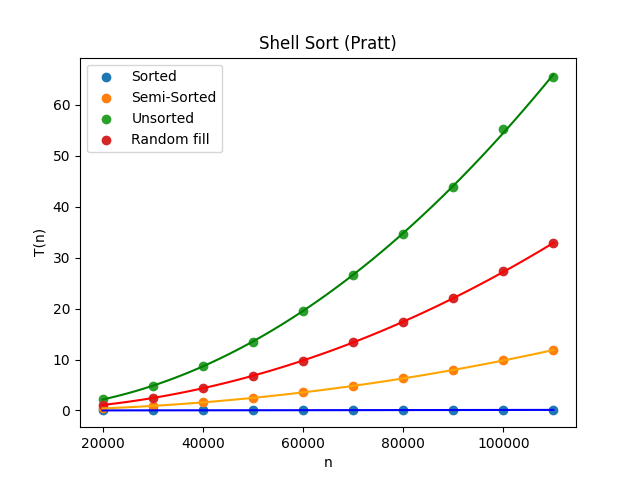 Shell Sort (Pratt)
Sorted
Semi-Sorted
Unsorted
Random fill
T(n)
60
50
40
30
20
10
0
20000 40000 60000 80000 100000
n